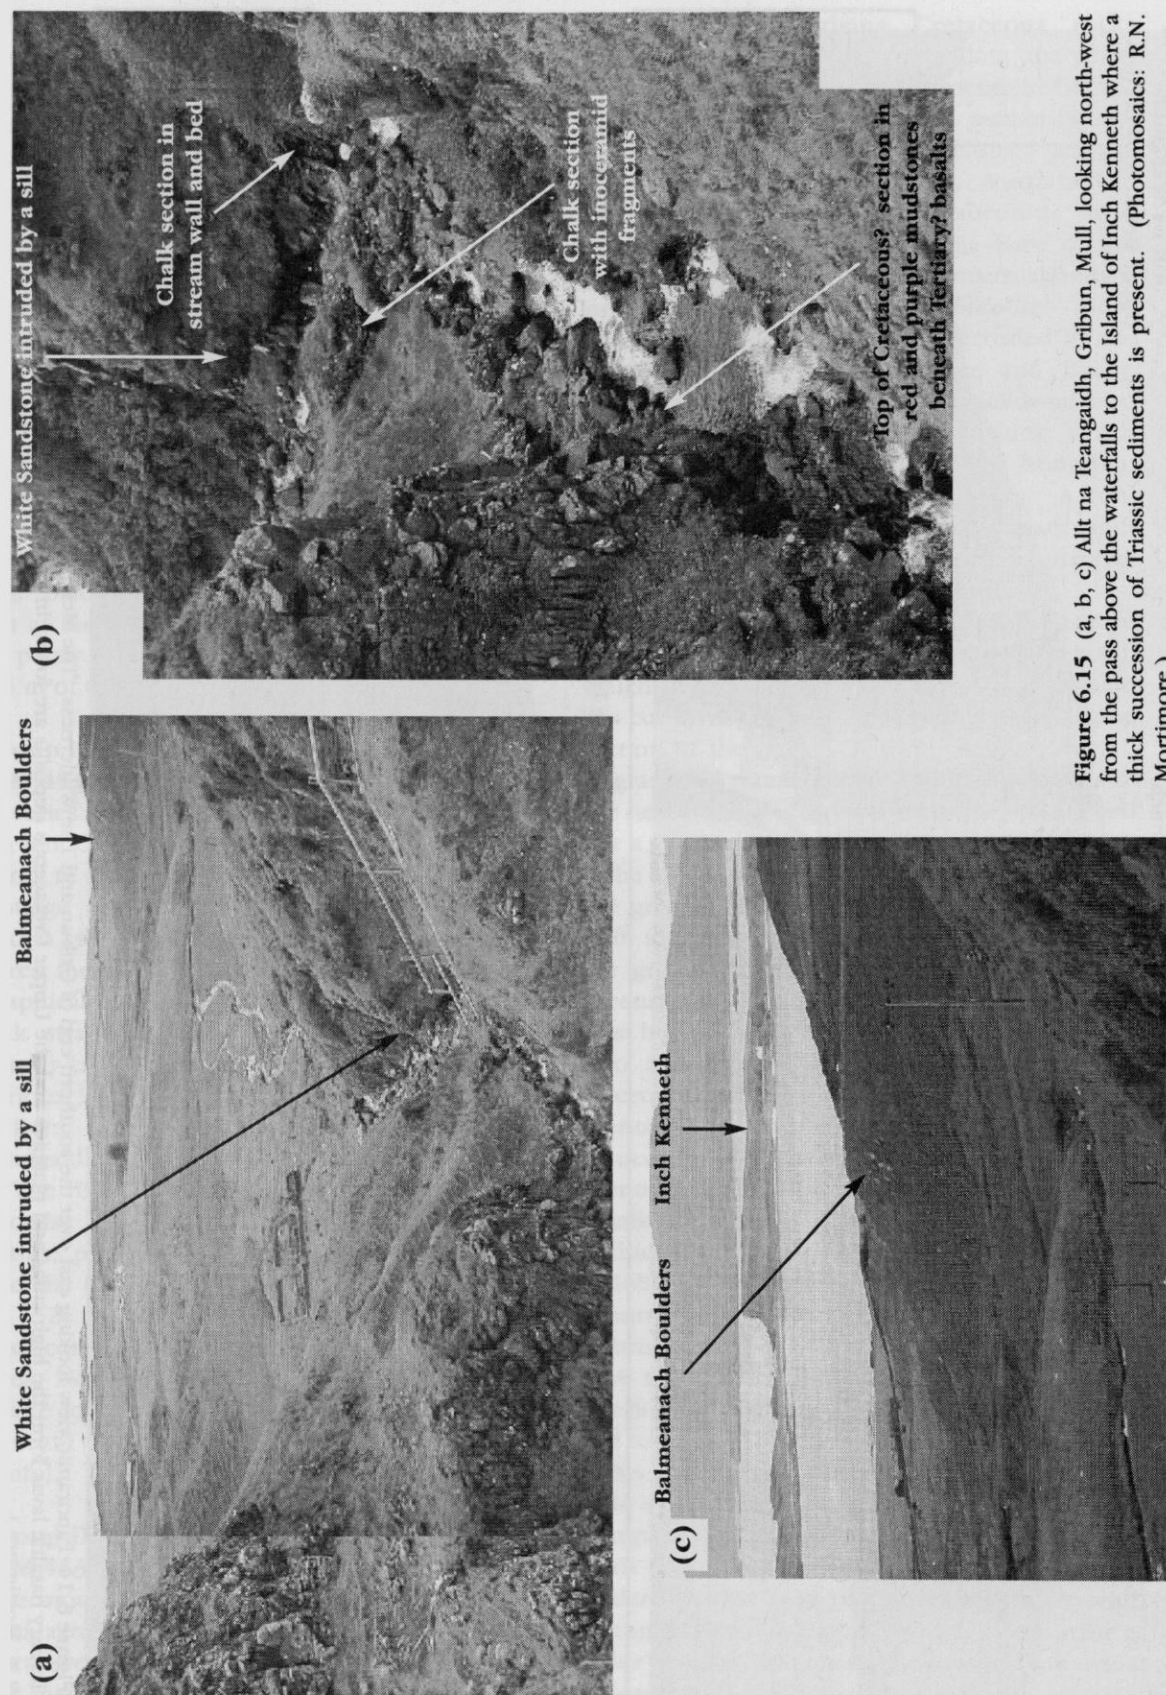 (a)
White Sandstone intruded by a sill
Balmeanach Boulders
(b)
White Sandstone intruded by a sill
Chalk section in
stream wall and bed
Chalk section
with inoceramid
fragments
Top of Cretaceous? section in
red and purple mudstones
beneath Tertiary? basalts
(c)
Balmeanach Boulders
Inch Kenneth
Figure 6.15 (a, b, c) Allt na Teangaidh, Gribun, Mull, looking north-west
from the pass above the waterfalls to the Island of Inch Kenneth where a
thick succession of Triassic sediments is present. (Photomosaics: R.N.
Mortimore.)